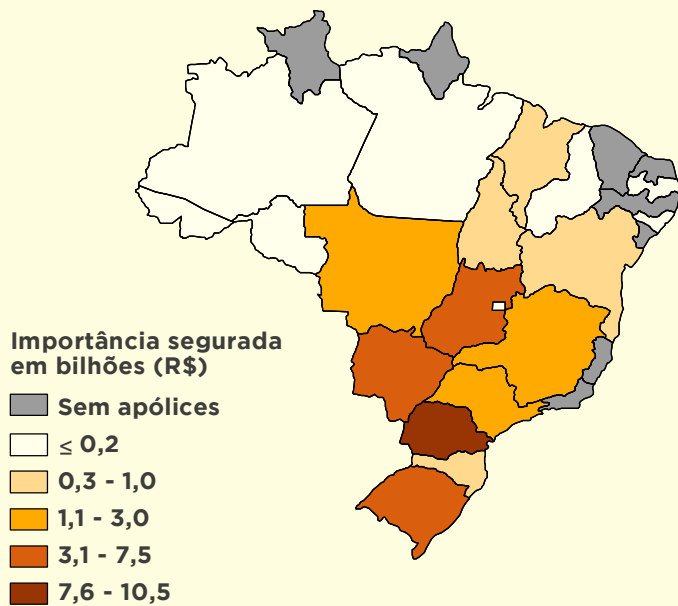 Importância segurada
em bilhões (R$)
Sem apólices
≤ 0,2
0,3 - 1,0
1,1 - 3,0
3,1 - 7,5
7,6 - 10,5